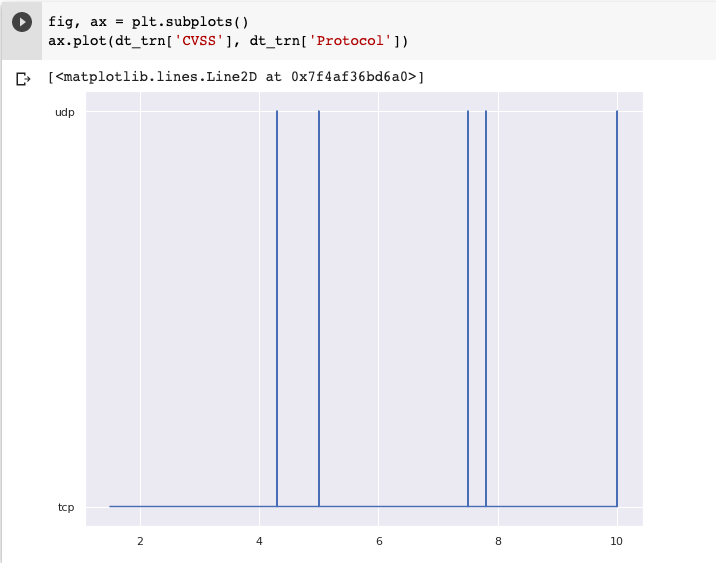 fig, ax = plt.subplots()
ax.plot(dt_trn['CVSS'], dt_trn['Protocol'])
[<matplotlib.lines.Line2D at 0x7f4af36bd6a0>]
udp
tcp
2 4 6 8 10